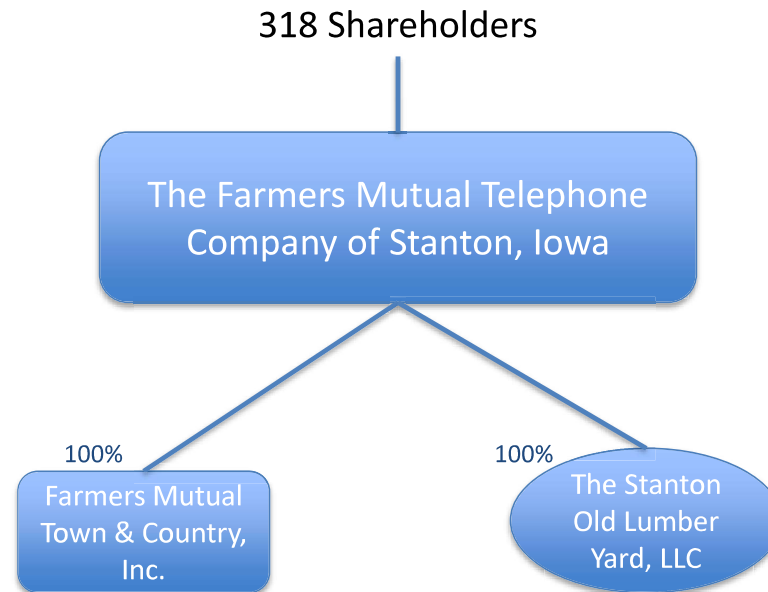 318 Shareholders
The Farmers Mutual Telephone
Company of Stanton, Iowa
100%
Farmers Mutual
Town & Country,
Inc.
100%
The Stanton
Old Lumber
Yard, LLC